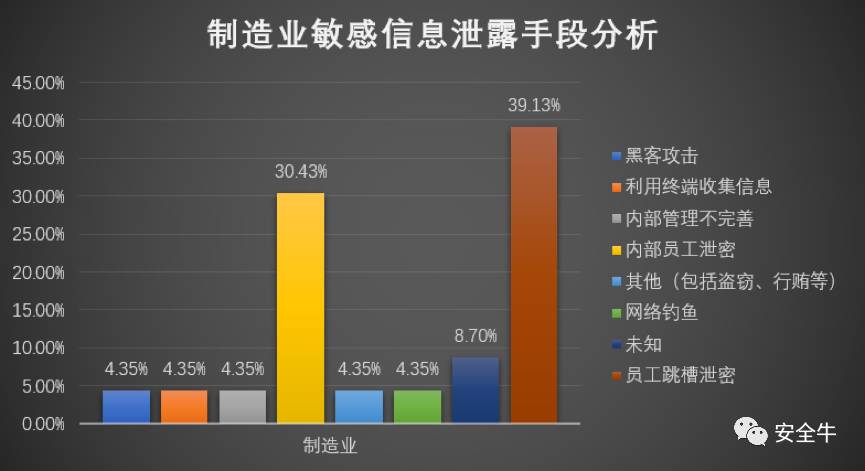 制造业敏感信息泄露手段分析
45.00%
40.00%
35.00%
30.00%
25.00%
20.00%
15.00%
10.00%
5.00%
0.00%
4.35%
4.35%
4.35%
30.43%
4.35%
4.35%
8.70%
39.13%
制造业
黑客攻击
利用终端收集信息
内部管理不完善
内部员工泄密
其他（包括盗窃、行贿等）
网络钓鱼
未知
员工跳槽泄密
安全牛